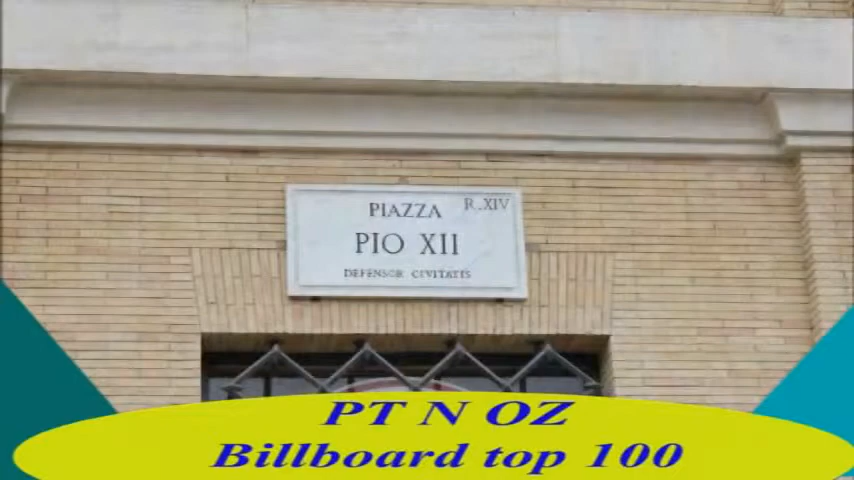 PIAZZA R. XIV
PIO XII
DEFENSOR CIVITATIS
PT N OZ
Billboard top 100